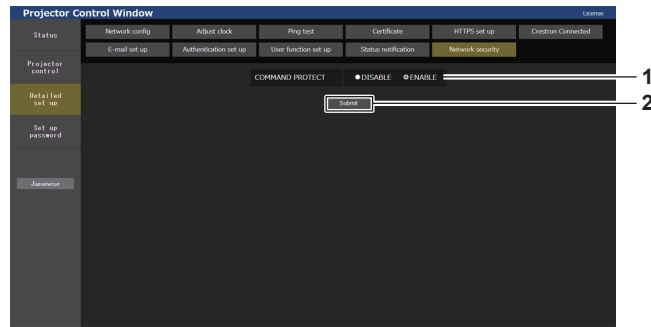 Projector Control Window
License
Status
Network config
Adjust clock
Ping test
Certificate
HTTPS set up
Crestron Connected
E-mail set up
Authentication set up
User function set up
Status notification
Network security
Projector
control
COMMAND PROTECT
DISABLE
ENABLE
1
Detailed
set up
Submit
2
Set up
password
Japanese